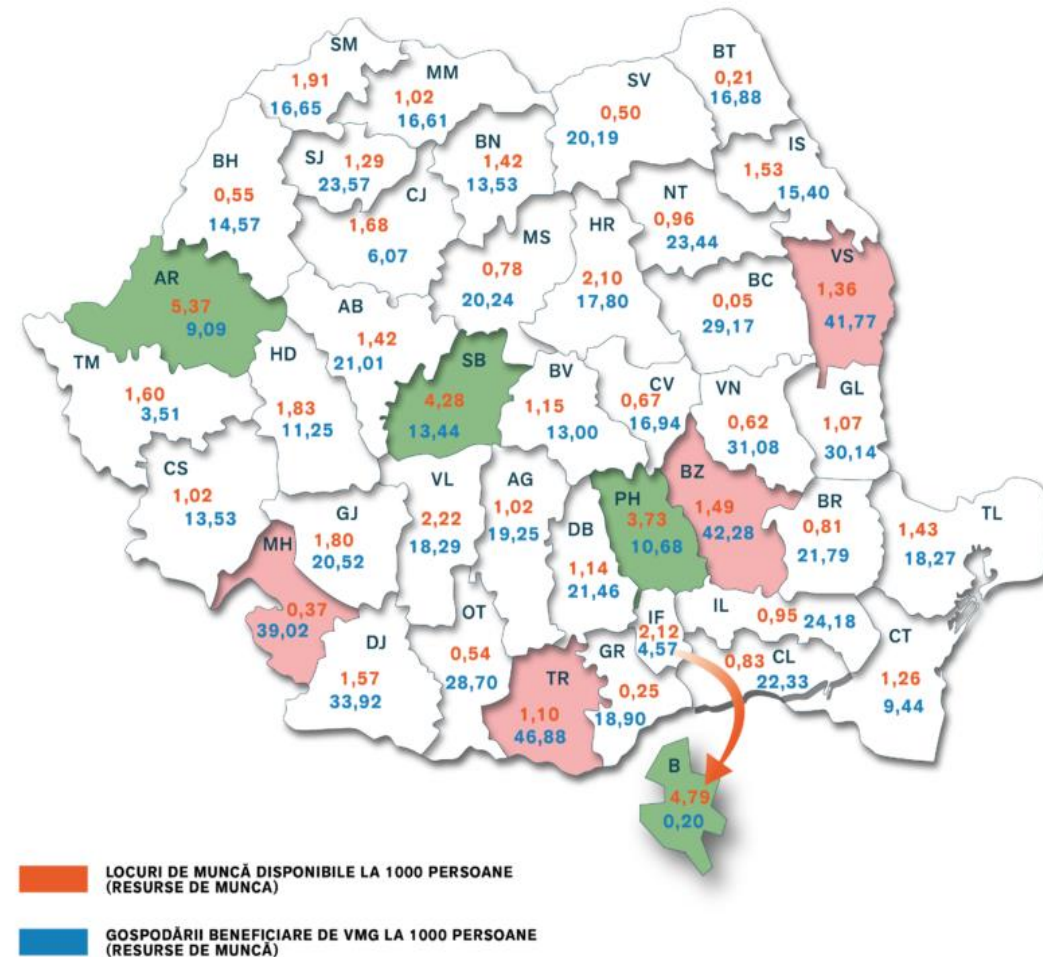 SM
1,91
16,65
MM
1,02
16,61
SV
0,50
20,19
BT
0,21
16,88
IS
1,53
15,40
BH
0,55
14,57
SJ
1,29
23,57
BN
1,42
13,53
CJ
1,68
6,07
MS
0,78
20,24
HR
2,10
17,80
NT
0,96
23,44
BC
0,05
29,17
VS
1,36
41,77
AR
5,37
9,09
AB
1,42
21,01
TM
1,60
3,51
HD
1,83
11,25
SB
4,28
13,44
BV
1,15
13,00
CV
0,67
16,94
VN
0,62
31,08
GL
1,07
30,14
CS
1,02
13,53
GJ
1,80
20,52
VL
2,22
18,29
AG
1,02
19,25
DB
1,14
21,46
PH
3,73
10,68
BZ
1,49
42,28
BR
0,81
21,79
TL
1,43
18,27
MH
0,37
39,02
DJ
1,57
33,92
OT
0,54
28,70
TR
1,10
46,88
GR
0,25
18,90
IF
2,12
4,57
IL
0,95
24,18
CL
0,83
22,33
CT
1,26
9,44
B
4,79
0,20
LOCURI DE MUNCĂ DISPONIBILE LA 1000 PERSOANE
(RESURSE DE MUNCA)
GOSPODĂRII BENEFICIARE DE VMG LA 1000 PERSOANE
(RESURSE DE MUNCĂ)